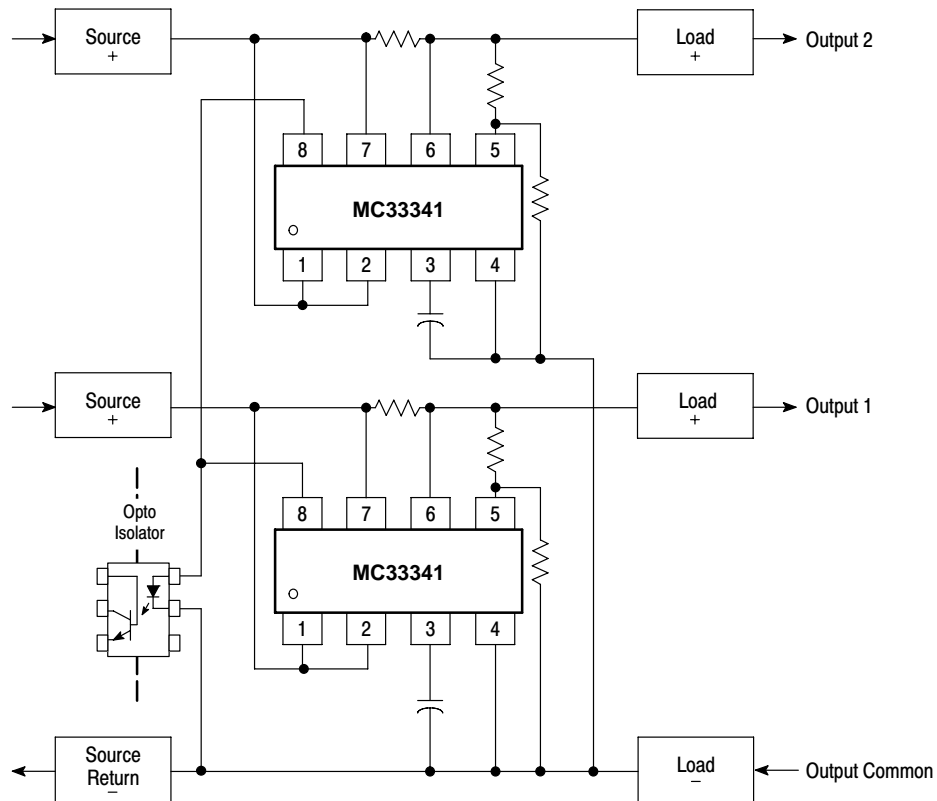 Source
+
Load
+
Output 2
8 7 6 5
MC33341
1 2 3 4
Source
+
Load
+
Output 1
Opto
Isolator
8 7 6 5
MC33341
1 2 3 4
Source
Return
–
Load
–
Output Common